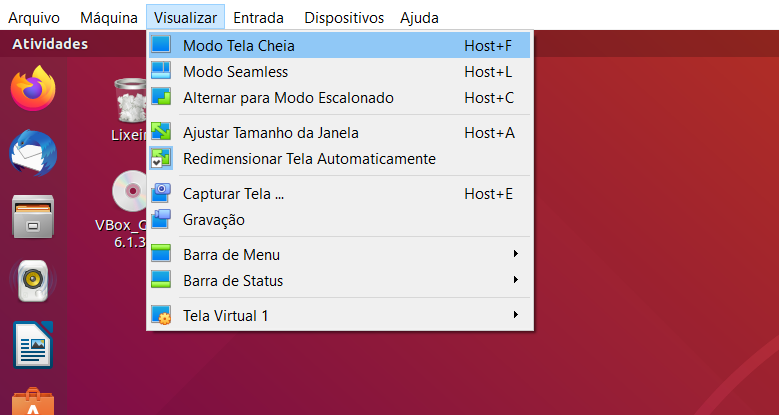 Arquivo Máquina Visualizar Entrada Dispositivos Ajuda
Atividades
Modo Tela Cheia Host+F
Modo Seamless Host+L
Alternar para Modo Escalonado Host+C
Ajustar Tamanho da Janela Host+A
Redimensionar Tela Automaticamente
Capturar Tela ... Host+E
Gravação
Barra de Menu
Barra de Status
Tela Virtual 1
Lixei
VBox_
6.1.3